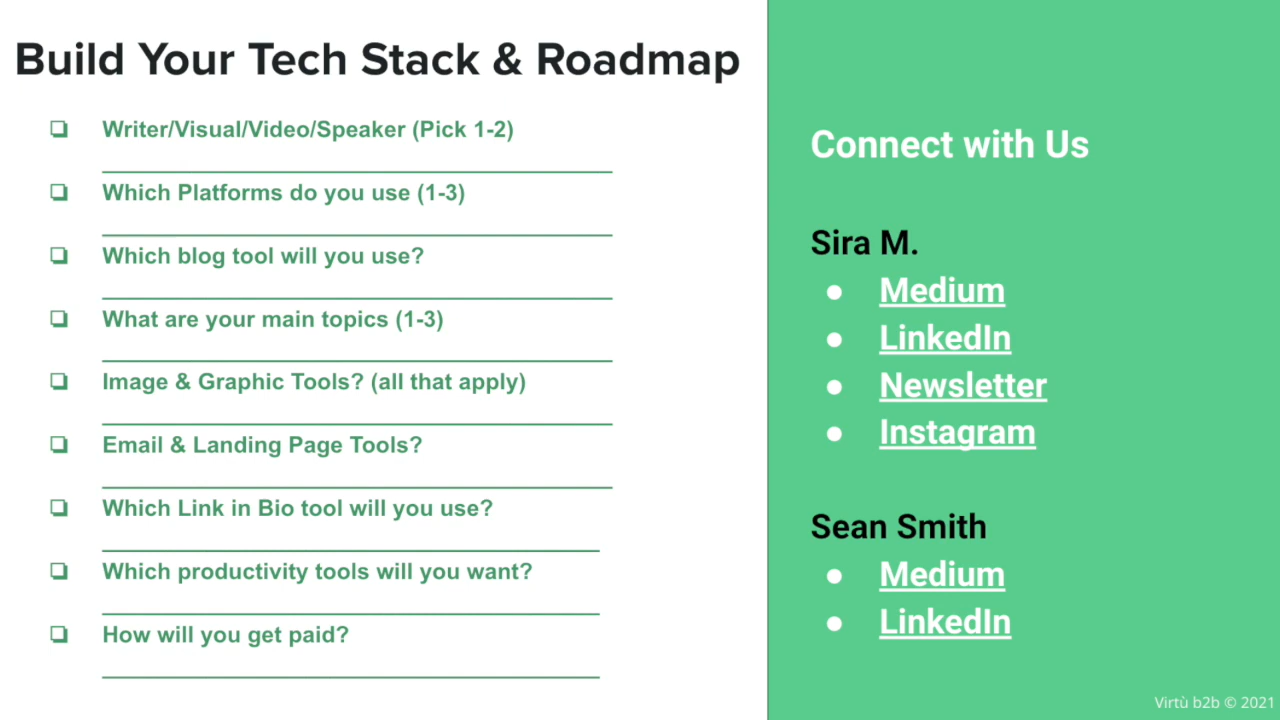 Build Your Tech Stack & Roadmap
❏ Writer/Visual/Video/Speaker (Pick 1-2)
❏ Which Platforms do you use (1-3)
❏ Which blog tool will you use?
❏ What are your main topics (1-3)
❏ Image & Graphic Tools? (all that apply)
❏ Email & Landing Page Tools?
❏ Which Link in Bio tool will you use?
❏ Which productivity tools will you want?
❏ How will you get paid?
Connect with Us
Sira M.
● Medium
● LinkedIn
● Newsletter
● Instagram
Sean Smith
● Medium
● LinkedIn
Virtù b2b © 2021